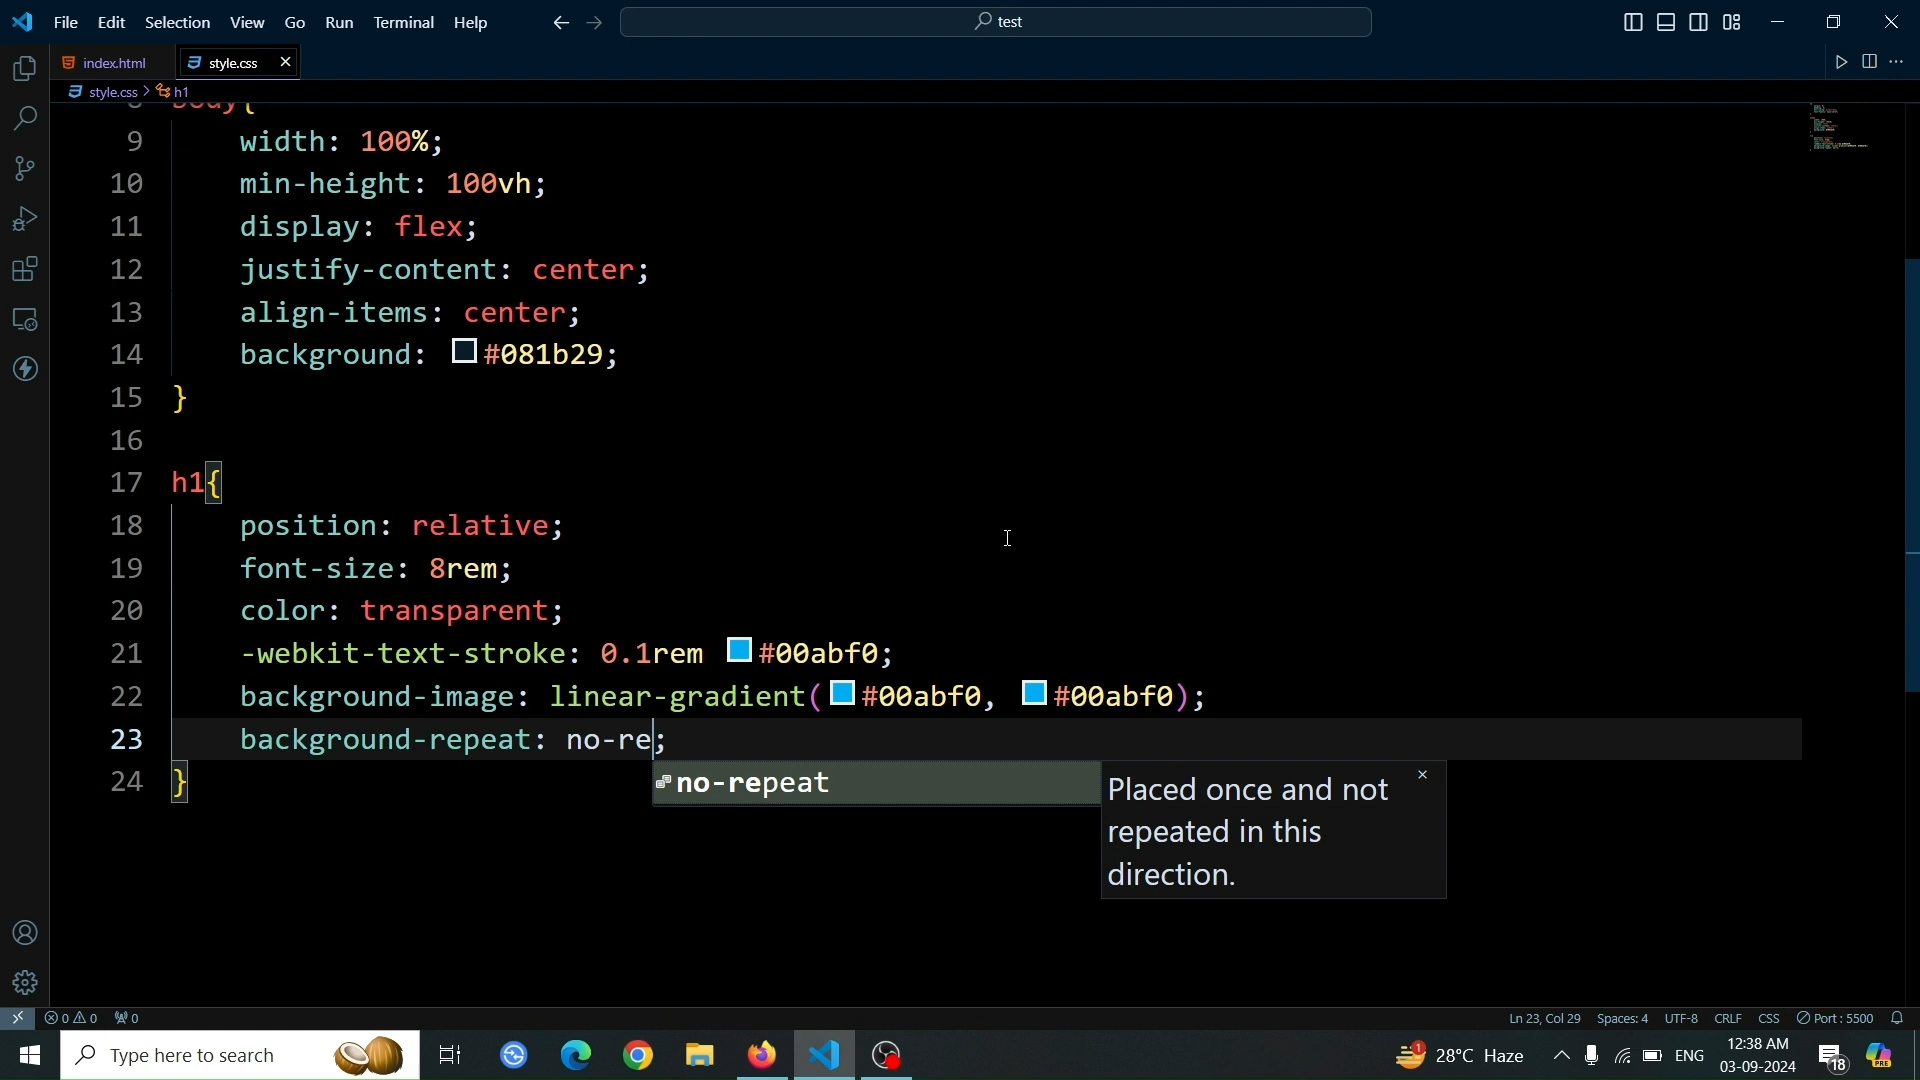 File Edit Selection View Go Run Terminal Help
test
index.html
style.css
style.css > h1
body{
9 width: 100%;
10 min-height: 100vh;
11 display: flex;
12 justify-content: center;
13 align-items: center;
14 background: #081b29;
15 }
16
17 h1{
18 position: relative;
19 font-size: 8rem;
20 color: transparent;
21 -webkit-text-stroke: 0.1rem #00abf0;
22 background-image: linear-gradient(#00abf0, #00abf0);
23 background-repeat: no-re;
24 }
no-repeat
Placed once and not
repeated in this
direction.
0 0 0
Ln 23, Col 29 Spaces: 4 UTF-8 CRLF CSS Port : 5500
Type here to search
1
28°C Haze
ENG
12:38 AM
03-09-2024
18
PRE